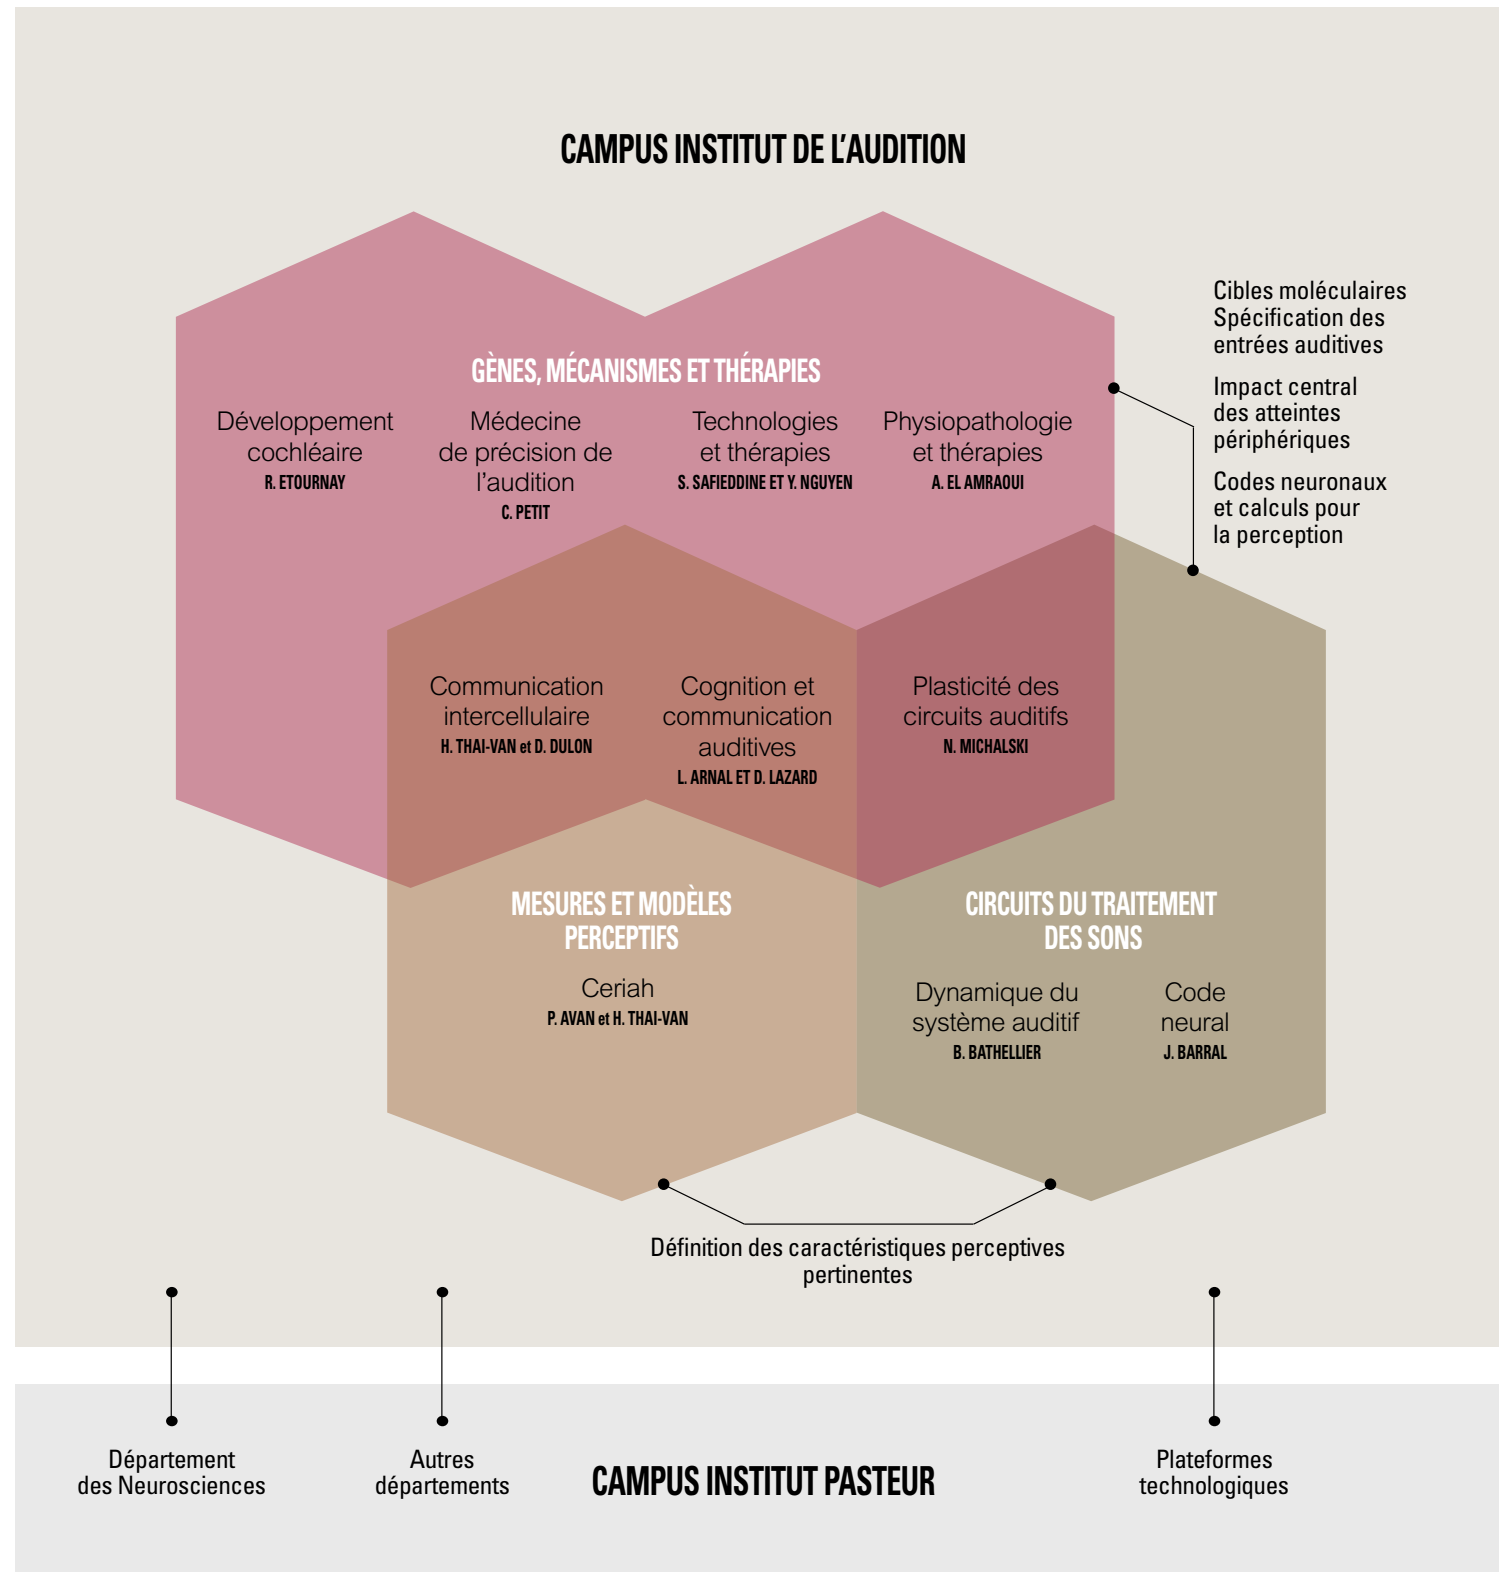 CAMPUS INSTITUT DE L'AUDITION
Cibles moléculaires
Spécification des
entrées auditives
Impact central
des atteintes
périphériques
Codes neuronaux
et calculs pour
la perception
GÈNES, MÉCANISMES ET THÉRAPIES
Développement
cochléaire
R. ETOURNAY
Médecine
de précision de
l'audition
C. PETIT
Technologies
et thérapies
S. SAFIEDDINE ET Y. NGUYEN
Physiopathologie
et thérapies
A. EL AMRAOUI
Communication
intercellulaire
H. THAI-VAN et D. DULON
Cognition et
communication
auditives
L. ARNAL ET D. LAZARD
Plasticité des
circuits auditifs
N. MICHALSKI
MESURES ET MODÈLES
PERCEPTIFS
Ceriah
P. AVAN et H. THAI-VAN
CIRCUITS DU TRAITEMENT
DES SONS
Dynamique du
système auditif
B. BATHELLIER
Code
neural
J. BARRAL
Définition des caractéristiques perceptives
pertinentes
Département
des Neurosciences
Autres
départements
CAMPUS INSTITUT PASTEUR
Plateformes
technologiques